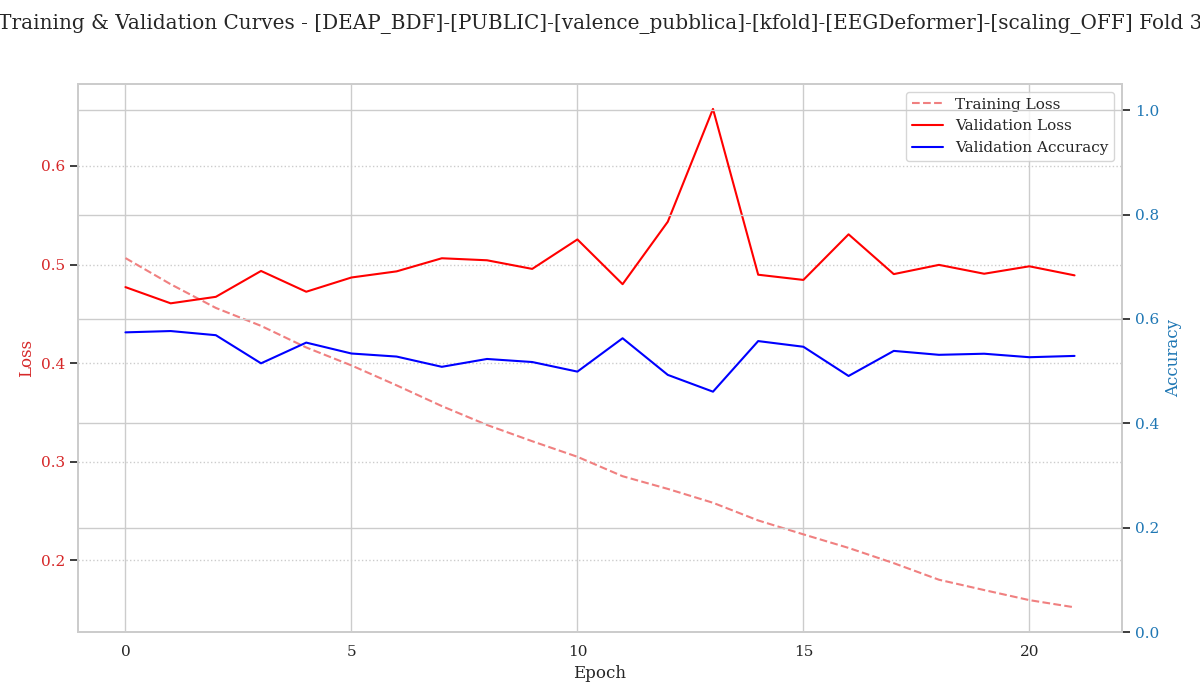 Training & Validation Curves - [DEAP_BDF]-[PUBLIC]-[valence_pubblica]-[kfold]-[EEGDeformer]-[scaling_OFF] Fold 3
Training Loss
Validation Loss
Validation Accuracy
Loss
0.6
0.5
0.4
0.3
0.2
Accuracy
1.0
0.8
0.6
0.4
0.2
0.0
0 5 10 15 20
Epoch